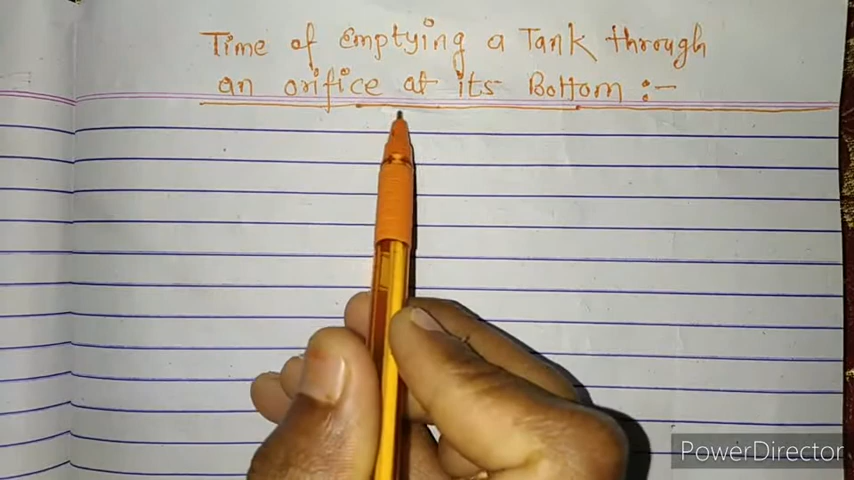 Time of emptying a Tank through
an orifice at its Bottom :-
PowerDirector